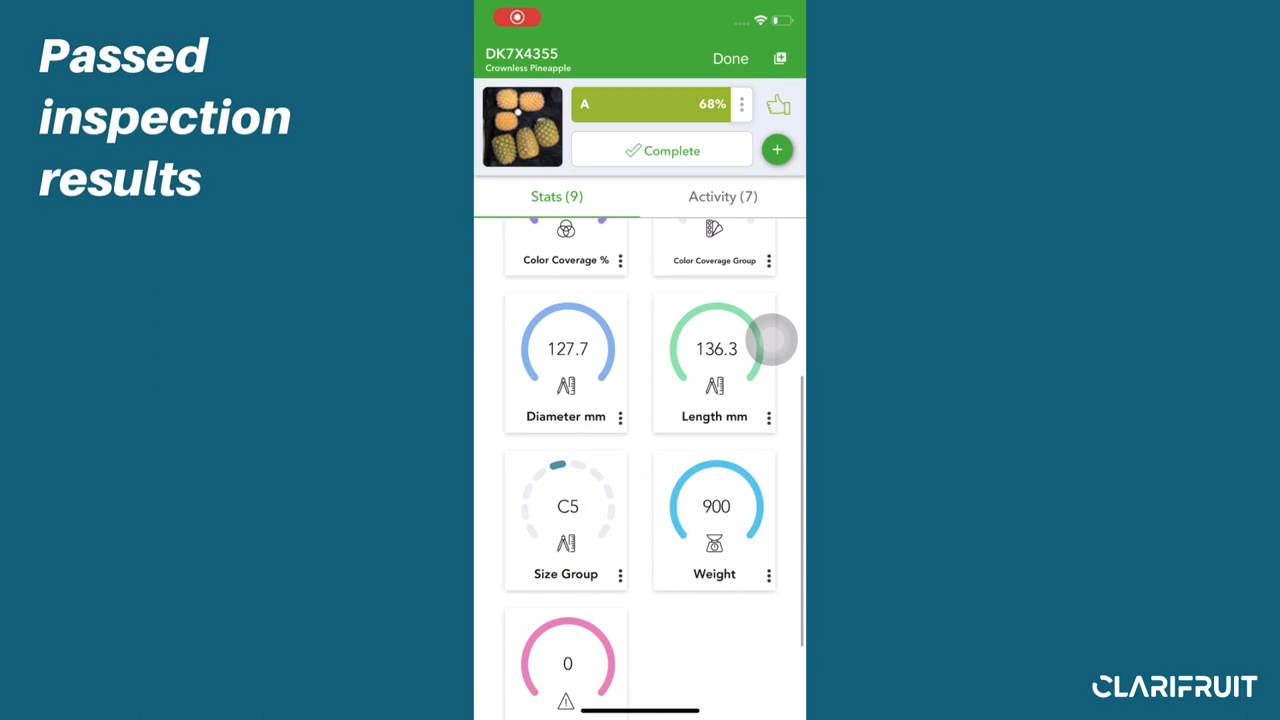 Passed
inspection
results
DK7X4355
Crownless Pineapple
Done
A
68%
Complete
Stats (9)
Activity (7)
Color Coverage %
Color Coverage Group
127.7
Diameter mm
136.3
Length mm
C5
Size Group
900
Weight
0
CLARIFRUIT